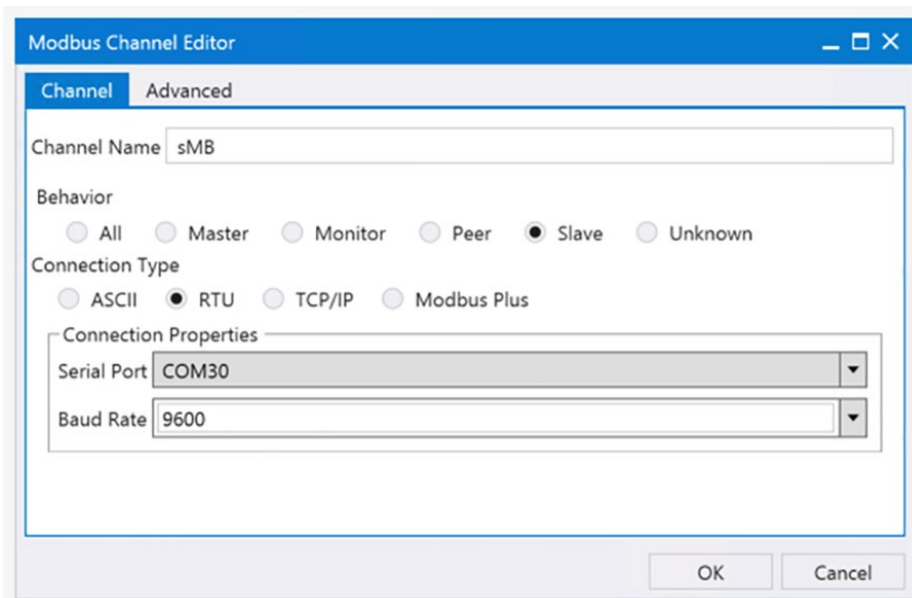 Modbus Channel Editor
Channel Advanced
Channel Name sMB
Behavior
All Master Monitor Peer Slave Unknown
Connection Type
ASCII RTU TCP/IP Modbus Plus
Connection Properties
Serial Port COM30
Baud Rate 9600
OK Cancel